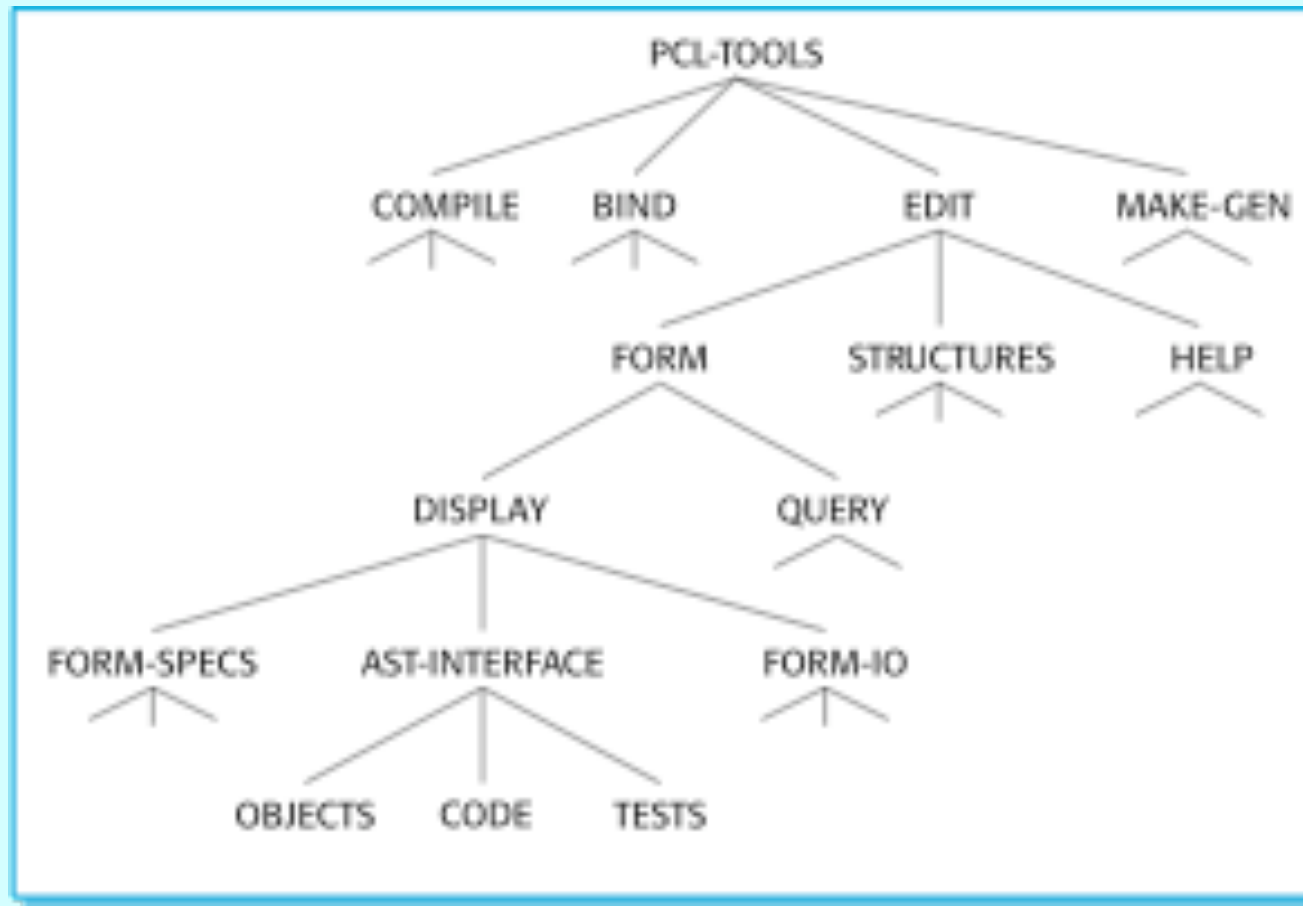 PCL-TOOLS
COMPILE BIND EDIT MAKE-GEN
FORM STRUCTURES HELP
DISPLAY QUERY
FORM-SPECS AST-INTERFACE FORM-IO
OBJECTS CODE TESTS